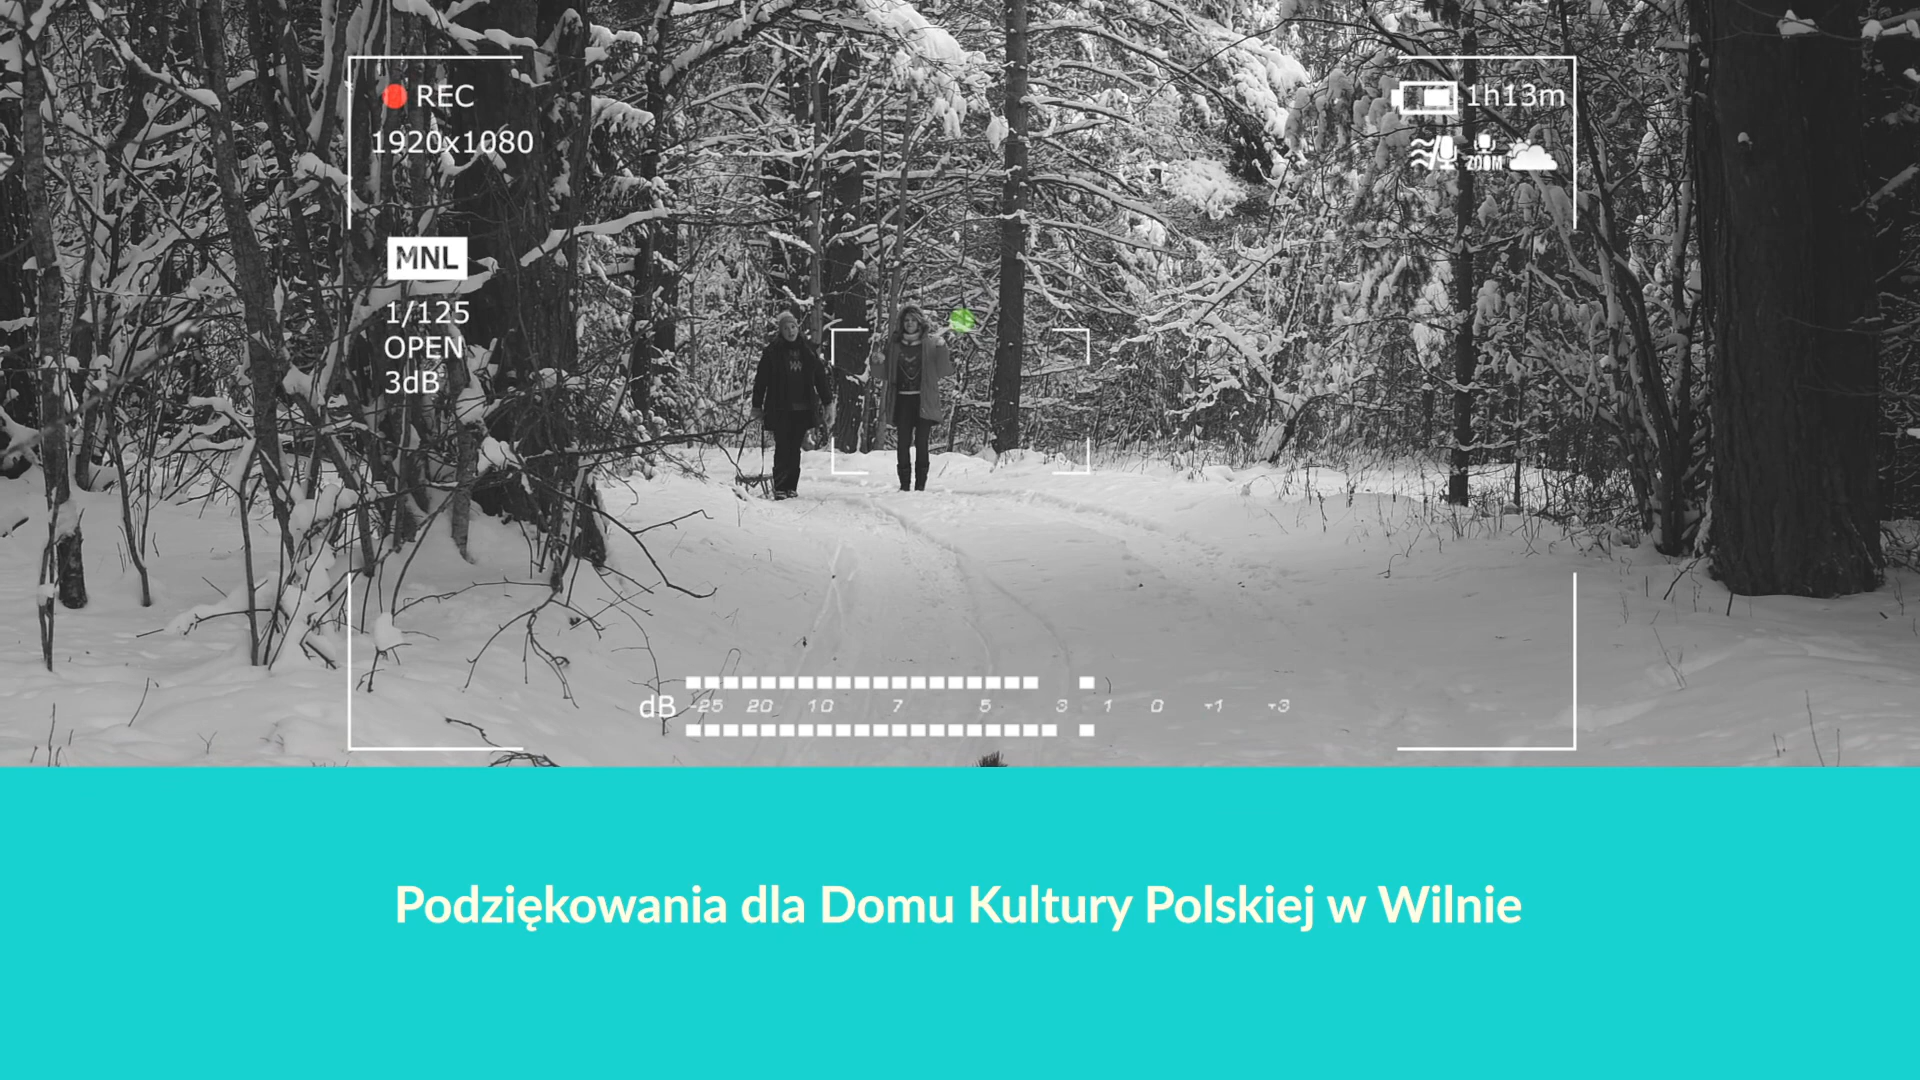 REC
1920x1080
1h13m
ZOOM
MNL
1/125
OPEN
3dB
dB -25 20 10 7 5 3 1 0 +1 +3
Podziękowania dla Domu Kultury Polskiej w Wilnie